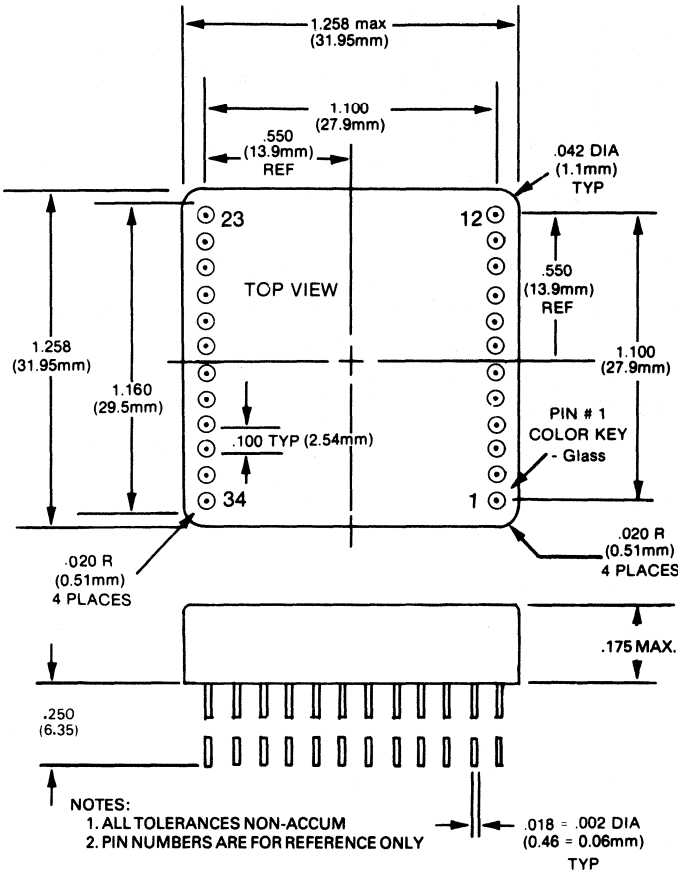 1.258 max
(31.95mm)
1.100
(27.9mm)
.550
(13.9mm)
REF
.042 DIA
(1.1mm)
TYP
23
12
TOP VIEW
.550
(13.9mm)
REF
1.258
(31.95mm)
1.160
(29.5mm)
1.100
(27.9mm)
.100 TYP (2.54mm)
PIN # 1
COLOR KEY
- Glass
34
1
.020 R
(0.51mm)
4 PLACES
.020 R
(0.51mm)
4 PLACES
.175 MAX.
.250
(6.35)
NOTES:
1. ALL TOLERANCES NON-ACCUM
2. PIN NUMBERS ARE FOR REFERENCE ONLY
.018 = .002 DIA
(0.46 = 0.06mm)
TYP